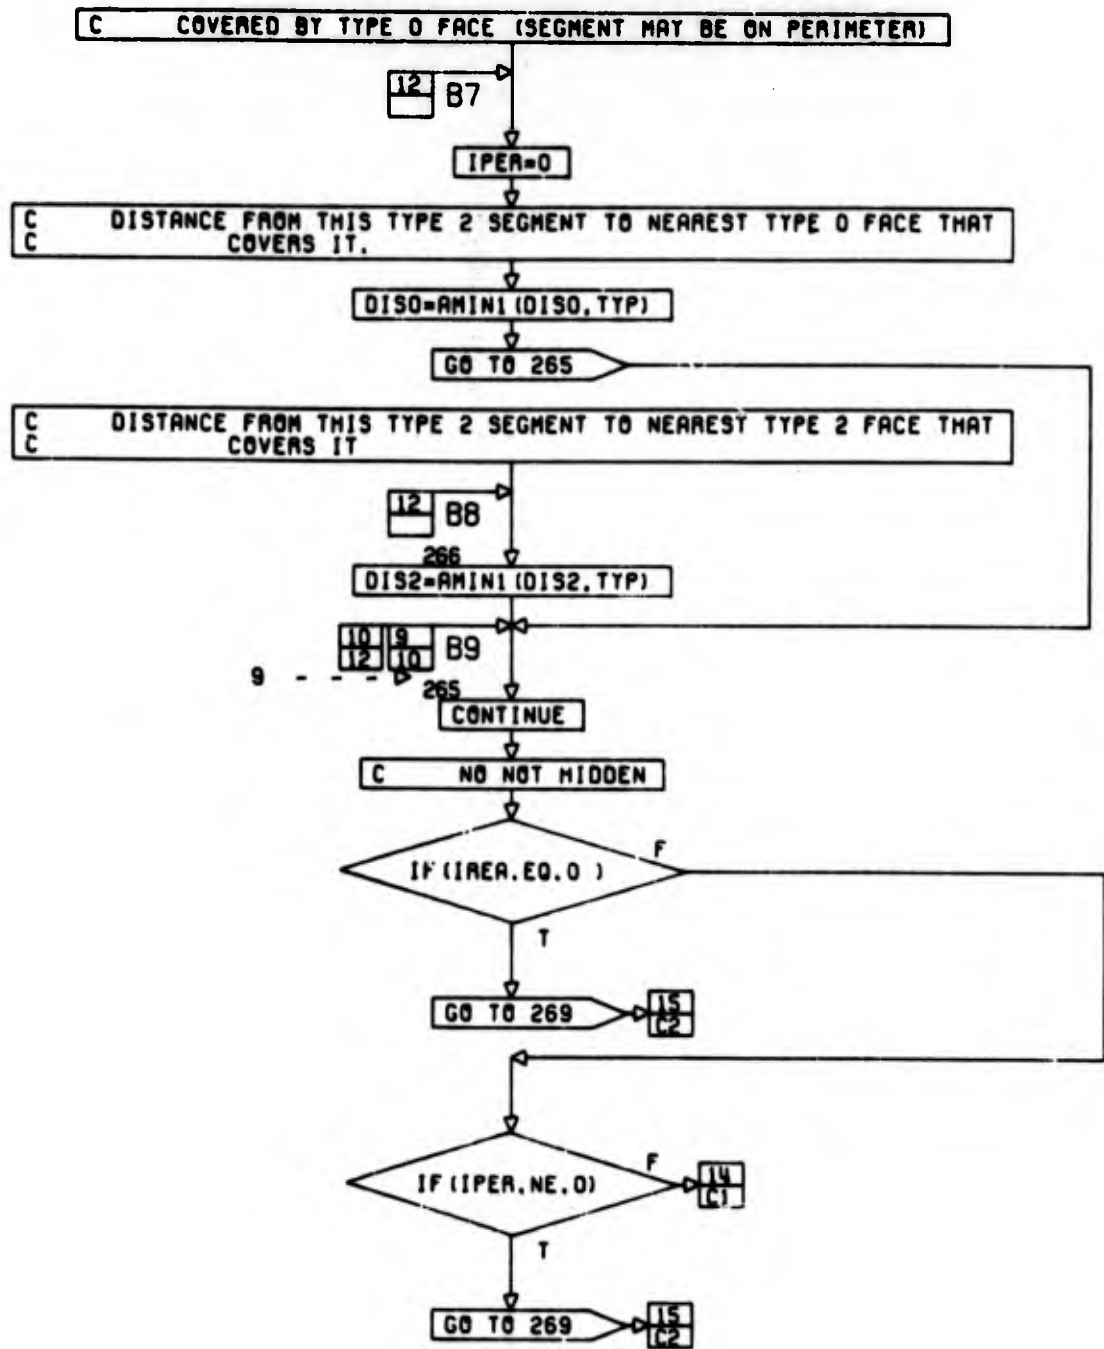 C COVERED BY TYPE 0 FACE (SEGMENT MAY BE ON PERIMETER)
12 B7
IPER=0
C DISTANCE FROM THIS TYPE 2 SEGMENT TO NEAREST TYPE 0 FACE THAT
C COVERS IT.
DIS0=AMIN1(DIS0,TYP)
GO TO 265
C DISTANCE FROM THIS TYPE 2 SEGMENT TO NEAREST TYPE 2 FACE THAT
C COVERS IT
12 B8
266
DIS2=AMIN1(DIS2,TYP)
10 9 B9
12 10
9 - - -
265
CONTINUE
C NO NOT HIDDEN
IF(IREA.EQ.0 )
F
T
GO TO 269
15
C2
IF(IPER.NE.0)
F
14
C1
T
GO TO 269
15
C2